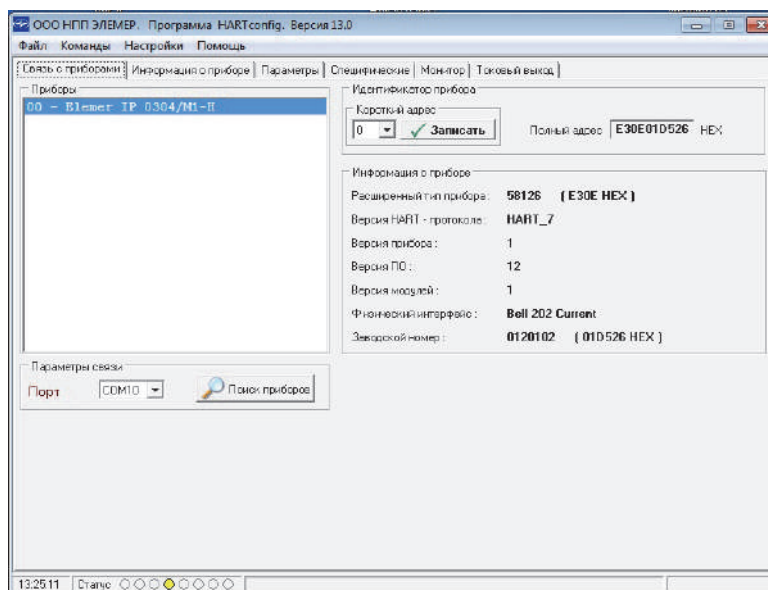 ООО НПП ЭЛЕМЕР. Программа HARTconfig. Версия 13.0
Файл Команды Настройки Помощь
Связь с приборами Информация о приборе Параметры Специфические Монитор Токовый выход
Приборы
00 - Elemer IP 0304/M1-H
Идентификатор прибора
Короткий адрес
0 Записать Полный адрес E30E01D526 HEX
Информация о приборе
Расширенный тип прибора: 58126 ( E30E HEX )
Версия HART - протокола: HART_7
Версия прибора : 1
Версия ПО : 12
Версия модулей : 1
Физический интерфейс : Bell 202 Current
Заводской номер : 0120102 ( 01D526 HEX )
Параметры связи
Порт COM10 Поиск приборов
13:25:11 Статус